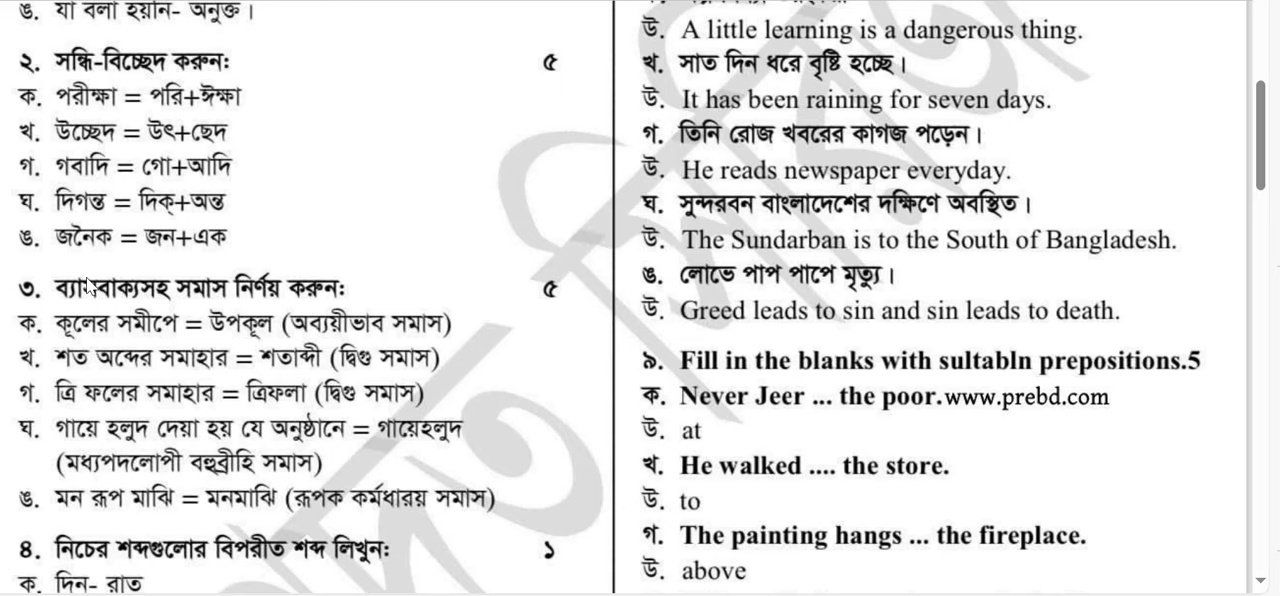 ঙ. যা বলা হয়নি- অনুক্ত।
২. সন্ধি-বিচ্ছেদ করুনঃ ৫
ক. পরীক্ষা = পরি+ঈক্ষা
খ. উচ্ছেদ = উৎ+ছেদ
গ. গবাদি = গো+আদি
ঘ. দিগন্ত = দিক্+অন্ত
ঙ. জনৈক = জন+এক
৩. ব্যাসবাক্যসহ সমাস নির্ণয় করুনঃ ৫
ক. কূলের সমীপে = উপকূল (অব্যয়ীভাব সমাস)
খ. শত অব্দের সমাহার = শতাব্দী (দ্বিগু সমাস)
গ. ত্রি ফলের সমাহার = ত্রিফলা (দ্বিগু সমাস)
ঘ. গায়ে হলুদ দেয়া হয় যে অনুষ্ঠানে = গায়েহলুদ
(মধ্যপদলোপী বহুব্রীহি সমাস)
ঙ. মন রূপ মাঝি = মনমাঝি (রূপক কর্মধারয় সমাস)
৪. নিচের শব্দগুলোর বিপরীত শব্দ লিখুনঃ ১
ক. দিন- রাত
উ. A little learning is a dangerous thing.
খ. সাত দিন ধরে বৃষ্টি হচ্ছে।
উ. It has been raining for seven days.
গ. তিনি রোজ খবরের কাগজ পড়েন।
উ. He reads newspaper everyday.
ঘ. সুন্দরবন বাংলাদেশের দক্ষিণে অবস্থিত।
উ. The Sundarban is to the South of Bangladesh.
ঙ. লোভে পাপ পাপে মৃত্যু।
উ. Greed leads to sin and sin leads to death.
৯. Fill in the blanks with sultabln prepositions.5
ক. Never Jeer ... the poor.www.prebd.com
উ. at
খ. He walked .... the store.
উ. to
গ. The painting hangs ... the fireplace.
উ. above